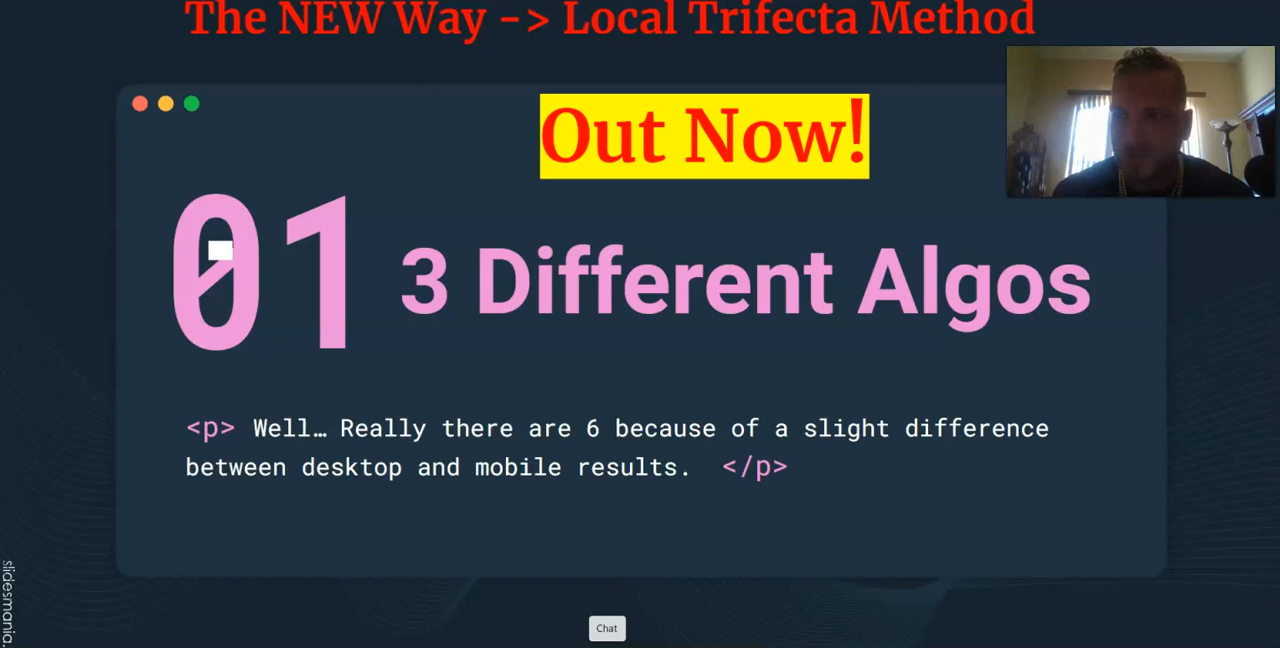 The NEW Way -> Local Trifecta Method
Out Now!
01 3 Different Algos
<p> Well… Really there are 6 because of a slight difference
between desktop and mobile results. </p>
slidesmania.
Chat